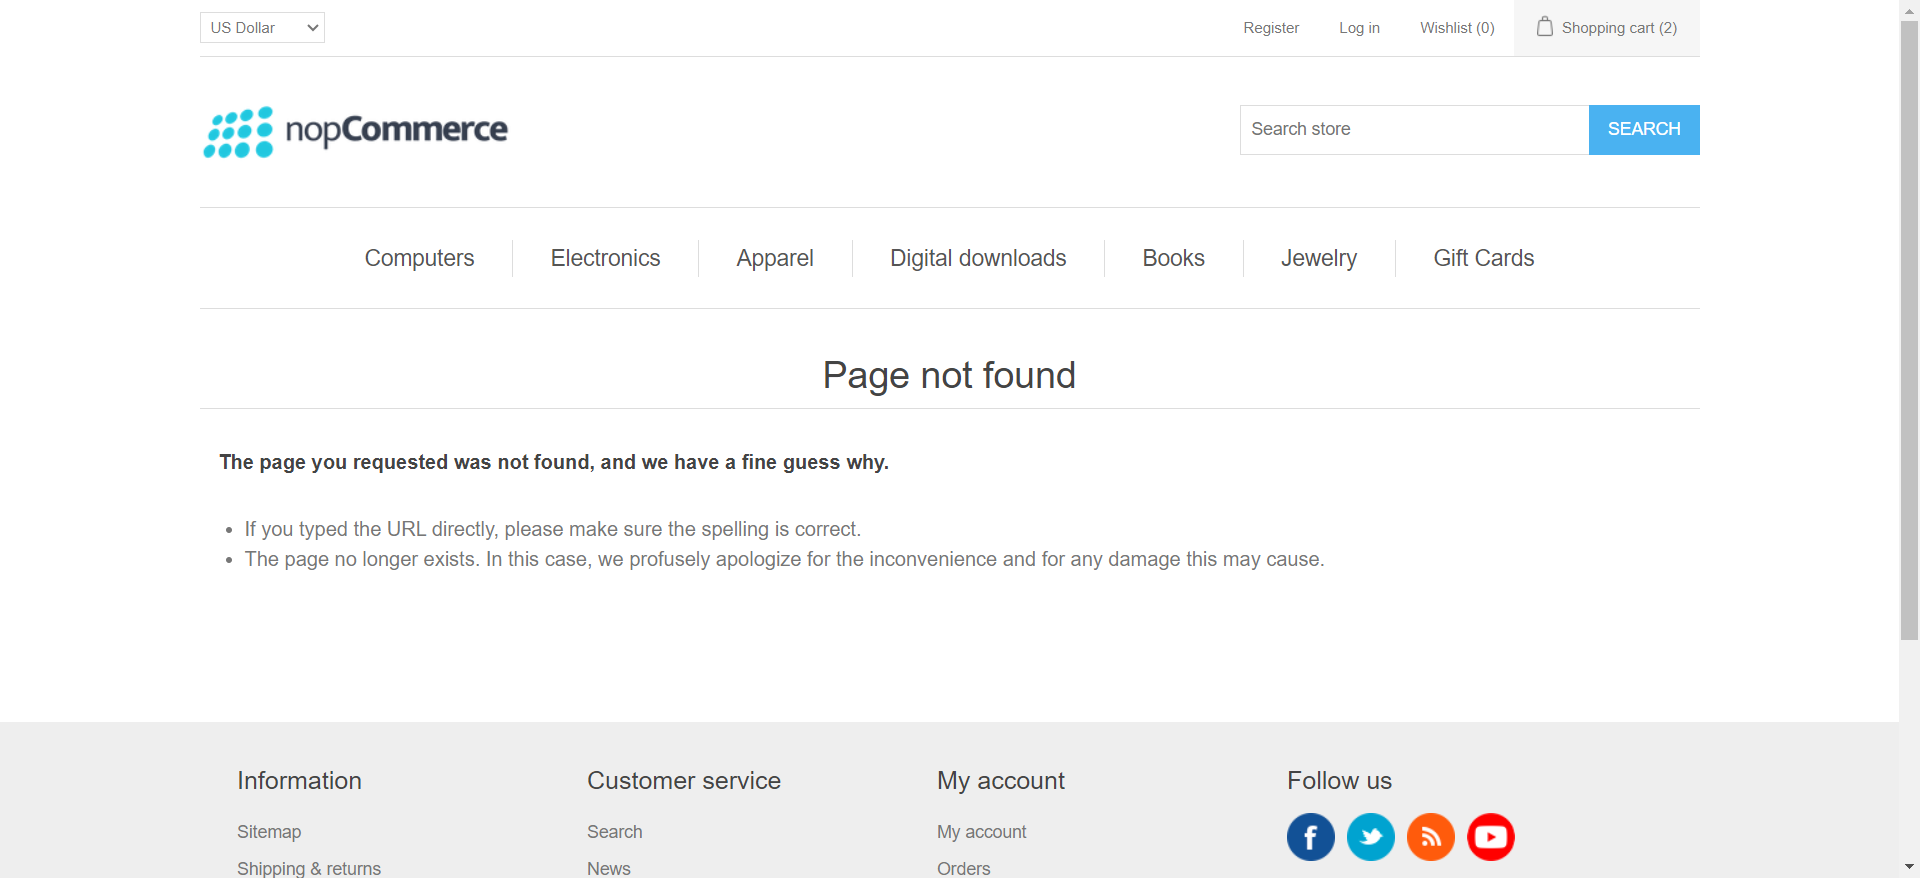 US Dollar
Register
Log in
Wishlist (0)
Shopping cart (2)
nopCommerce
Search store
SEARCH
Computers
Electronics
Apparel
Digital downloads
Books
Jewelry
Gift Cards
Page not found
The page you requested was not found, and we have a fine guess why.
If you typed the URL directly, please make sure the spelling is correct.
The page no longer exists. In this case, we profusely apologize for the inconvenience and for any damage this may cause.
Information
Sitemap
Shipping & returns
Customer service
Search
News
My account
My account
Orders
Follow us